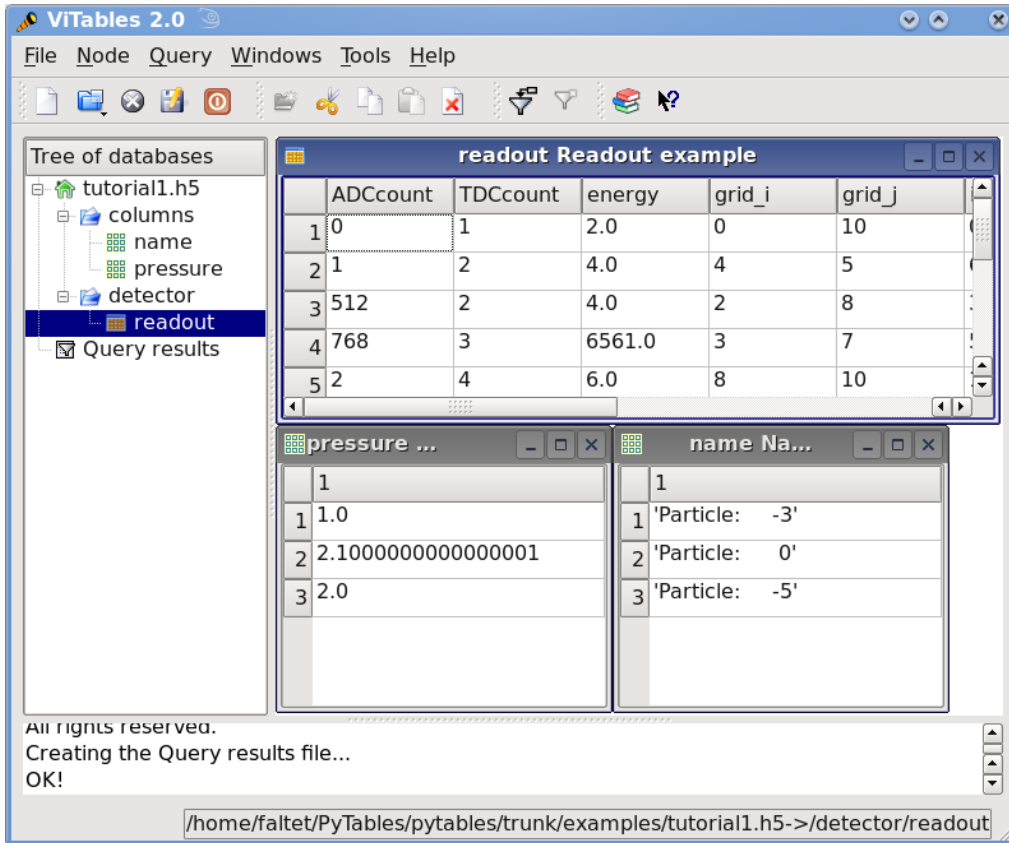 ViTables 2.0
File Node Query Windows Tools Help
Tree of databases
tutorial1.h5
columns
name
pressure
detector
readout
Query results
readout Readout example
ADCcount TDCcount energy grid_i grid_j
1 0 1 2.0 0 10
2 1 2 4.0 4 5
3 512 2 4.0 2 8
4 768 3 6561.0 3 7
5 2 4 6.0 8 10
pressure ...
1
1 1.0
2 2.1000000000000001
3 2.0
name Na...
1
1 'Particle: -3'
2 'Particle: 0'
3 'Particle: -5'
All rights reserved.
Creating the Query results file...
OK!
/home/faltet/PyTables/pytables/trunk/examples/tutorial1.h5->/detector/readout